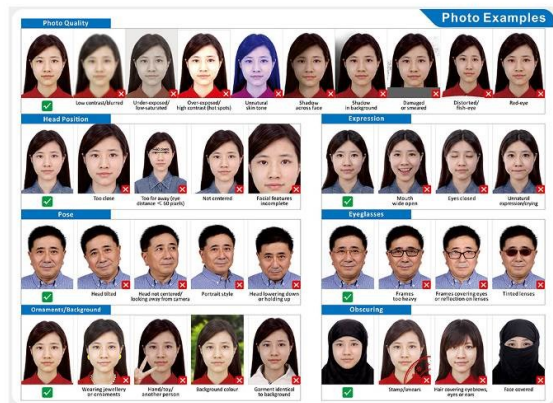 Photo Examples
Photo Quality
Low contrast/blurred
Under-exposed/
low-saturated
Over-exposed/
high contrast (hot spots)
Unnatural
skin tone
Shadow
across face
Shadow
in background
Damaged
or smeared
Distorted/
fish-eye
Red-eye
Head Position
Too close
Too far away (eye
distance < 60 pixels)
Not centered
Facial features
incomplete
Expression
Mouth
wide open
Eyes closed
Unnatural
expression/crying
Pose
Head tilted
Head not centered/
looking away from camera
Portrait style
Head lowering down
or holding up
Eyeglasses
Frames
too heavy
Frames covering eyes
or reflection on lenses
Tinted lenses
Ornaments/Background
Wearing jewellery
or ornaments
Hand/toy/
another person
Background colour
Garment identical
to background
Obscuring
Stamp/smears
Hair covering eyebrows,
eyes or ears
Face covered